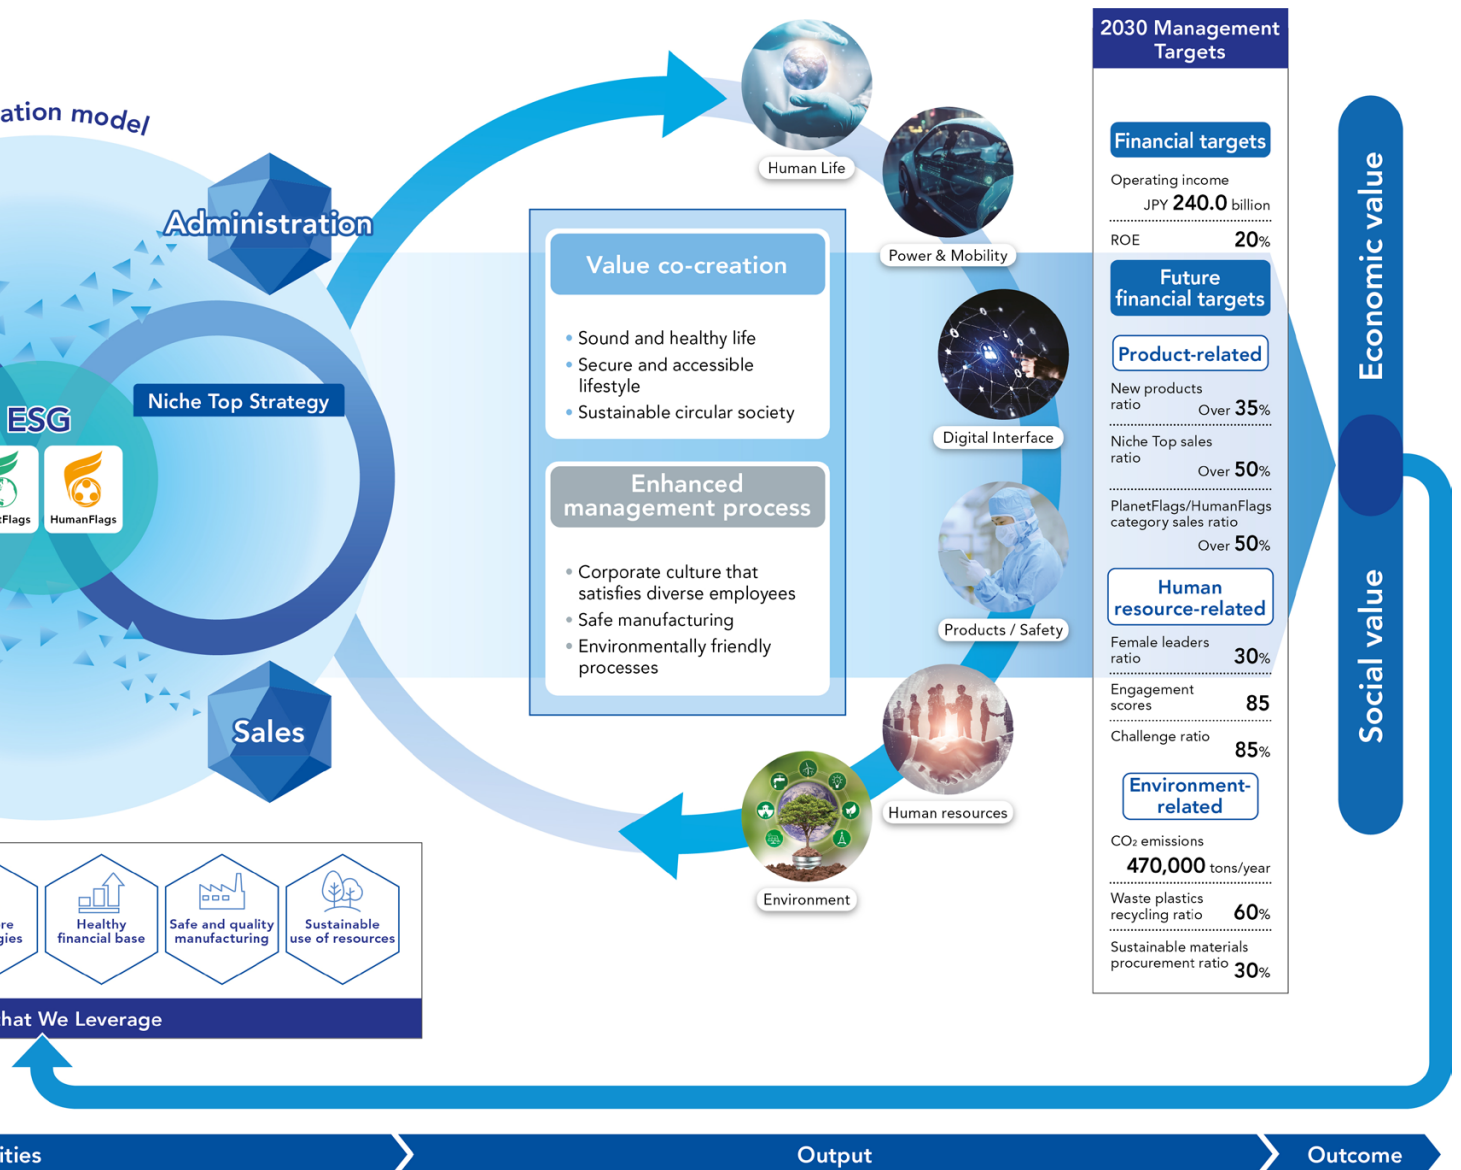 ation model
Administration
Niche Top Strategy
ESG
tFlags
HumanFlags
Sales
re
gies
Healthy
financial base
Safe and quality
manufacturing
Sustainable
use of resources
hat We Leverage
Human Life
Power & Mobility
Digital Interface
Products / Safety
Human resources
Environment
Value co-creation
• Sound and healthy life
• Secure and accessible
lifestyle
• Sustainable circular society
Enhanced
management process
• Corporate culture that
satisfies diverse employees
• Safe manufacturing
• Environmentally friendly
processes
2030 Management
Targets
Financial targets
Operating income
JPY 240.0 billion
ROE 20%
Future
financial targets
Product-related
New products
ratio Over 35%
Niche Top sales
ratio
Over 50%
PlanetFlags/HumanFlags
category sales ratio
Over 50%
Human
resource-related
Female leaders
ratio 30%
Engagement
scores 85
Challenge ratio
85%
Environment-
related
CO₂ emissions
470,000 tons/year
Waste plastics
recycling ratio 60%
Sustainable materials
procurement ratio 30%
Economic value
Social value
ities
Output
Outcome